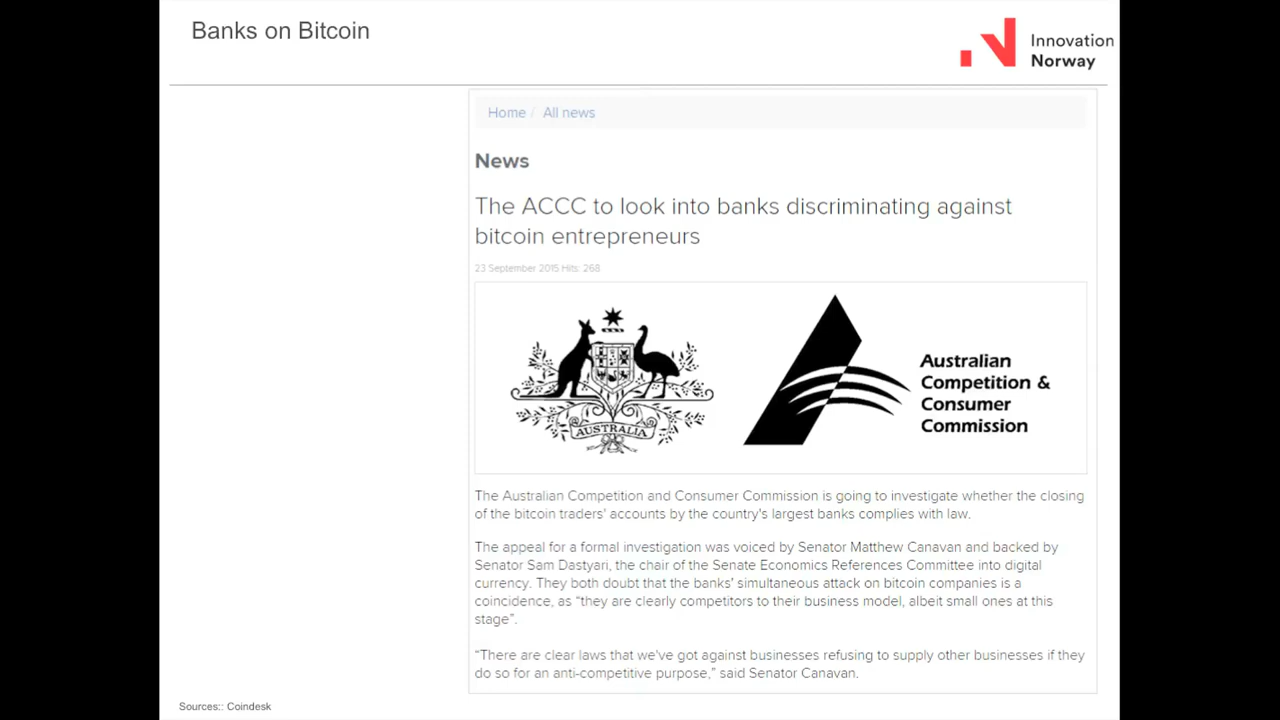 Banks on Bitcoin
Innovation
Norway
Home / All news
News
The ACCC to look into banks discriminating against
bitcoin entrepreneurs
23 September 2015 Hits: 268
AUSTRALIA
Australian
Competition &
Consumer
Commission
The Australian Competition and Consumer Commission is going to investigate whether the closing
of the bitcoin traders' accounts by the country's largest banks complies with law.
The appeal for a formal investigation was voiced by Senator Matthew Canavan and backed by
Senator Sam Dastyari, the chair of the Senate Economics References Committee into digital
currency. They both doubt that the banks' simultaneous attack on bitcoin companies is a
coincidence, as “they are clearly competitors to their business model, albeit small ones at this
stage”.
“There are clear laws that we've got against businesses refusing to supply other businesses if they
do so for an anti-competitive purpose,” said Senator Canavan.
Sources:: Coindesk